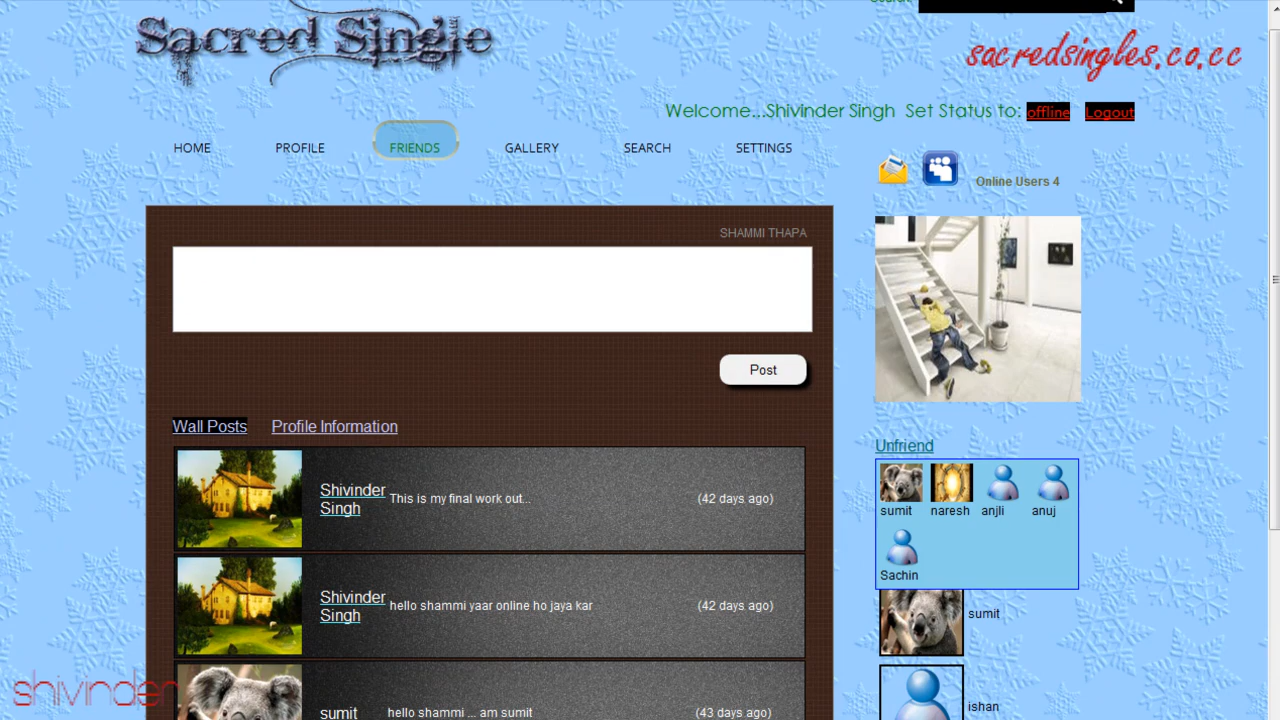 Sacred Single
sacredsingles.co.cc
Welcome...Shivinder Singh Set Status to: offline Logout
HOME PROFILE FRIENDS GALLERY SEARCH SETTINGS
Online Users 4
SHAMMI THAPA
Post
Wall Posts Profile Information
Unfriend
sumit naresh anjli anuj
Sachin
Shivinder
Singh
This is my final work out...
(42 days ago)
Shivinder
Singh
hello shammi yaar online ho jaya kar
(42 days ago)
sumit
hello shammi ... am sumit
(43 days ago)
sumit
ishan
shivinder